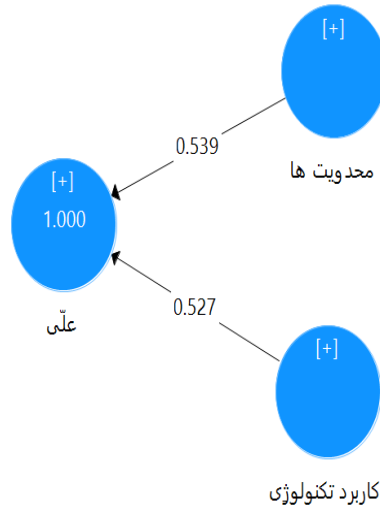 [+]
محدویت ها
0.539
[+]
1.000
علّی
0.527
[+]
کاربرد تکنولوژی